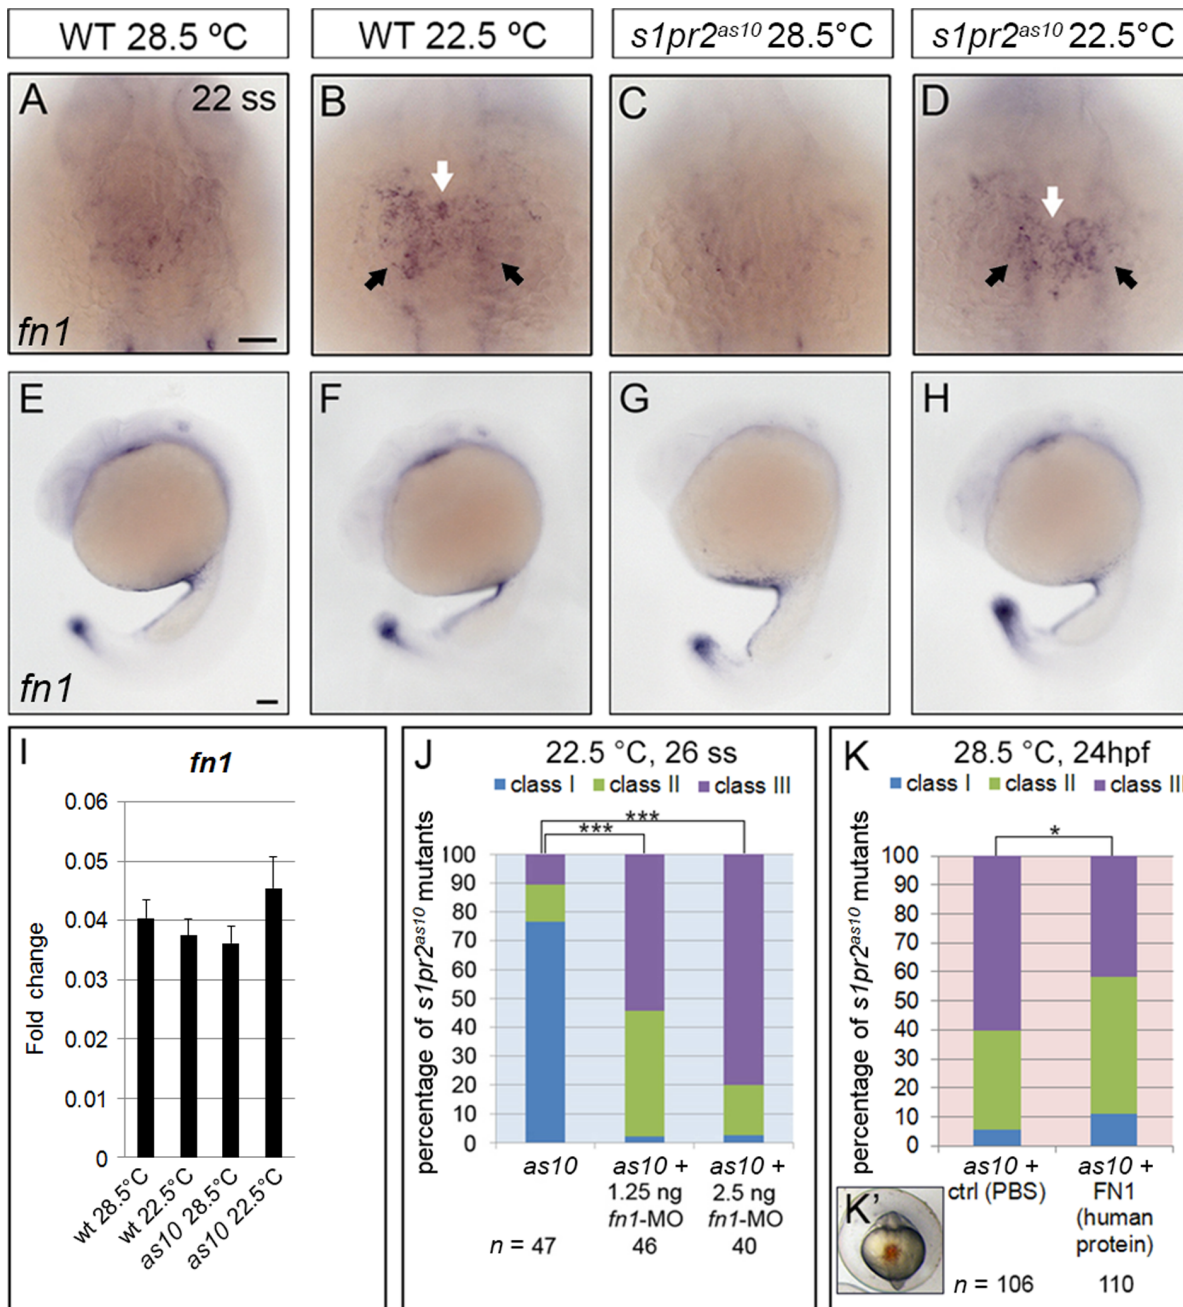 WT 28.5 ºC
WT 22.5 ºC
s1pr2as10 28.5°C
s1pr2as10 22.5°C
A
22 ss
B
C
D
fn1
E
F
G
H
fn1
I
fn1
0.06
0.05
0.04
0.03
0.02
0.01
0
Fold change
wt 28.5°C
wt 22.5°C
as10 28.5°C
as10 22.5°C
J
22.5 °C, 26 ss
class I
class II
class III
***
***
percentage of s1pr2as10 mutants
100
90
80
70
60
50
40
30
20
10
0
as10
as10 +
1.25 ng
fn1-MO
as10 +
2.5 ng
fn1-MO
n = 47
46
40
K
28.5 °C, 24hpf
class I
class II
class III
*
percentage of s1pr2as10 mutants
100
90
80
70
60
50
40
30
20
10
0
as10 +
ctrl (PBS)
as10 +
FN1
(human
protein)
K'
n = 106
110